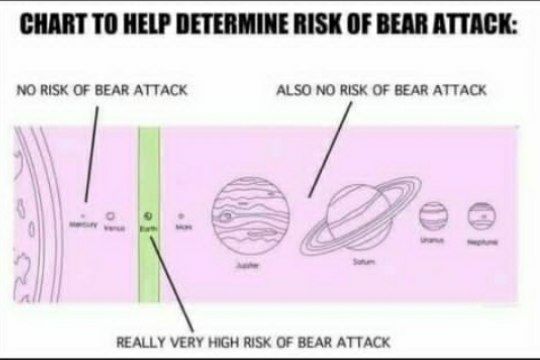 CHART TO HELP DETERMINE RISK OF BEAR ATTACK:
NO RISK OF BEAR ATTACK
ALSO NO RISK OF BEAR ATTACK
Mercury
Venus
Earth
Mars
Jupiter
Saturn
Uranus
Neptune
REALLY VERY HIGH RISK OF BEAR ATTACK